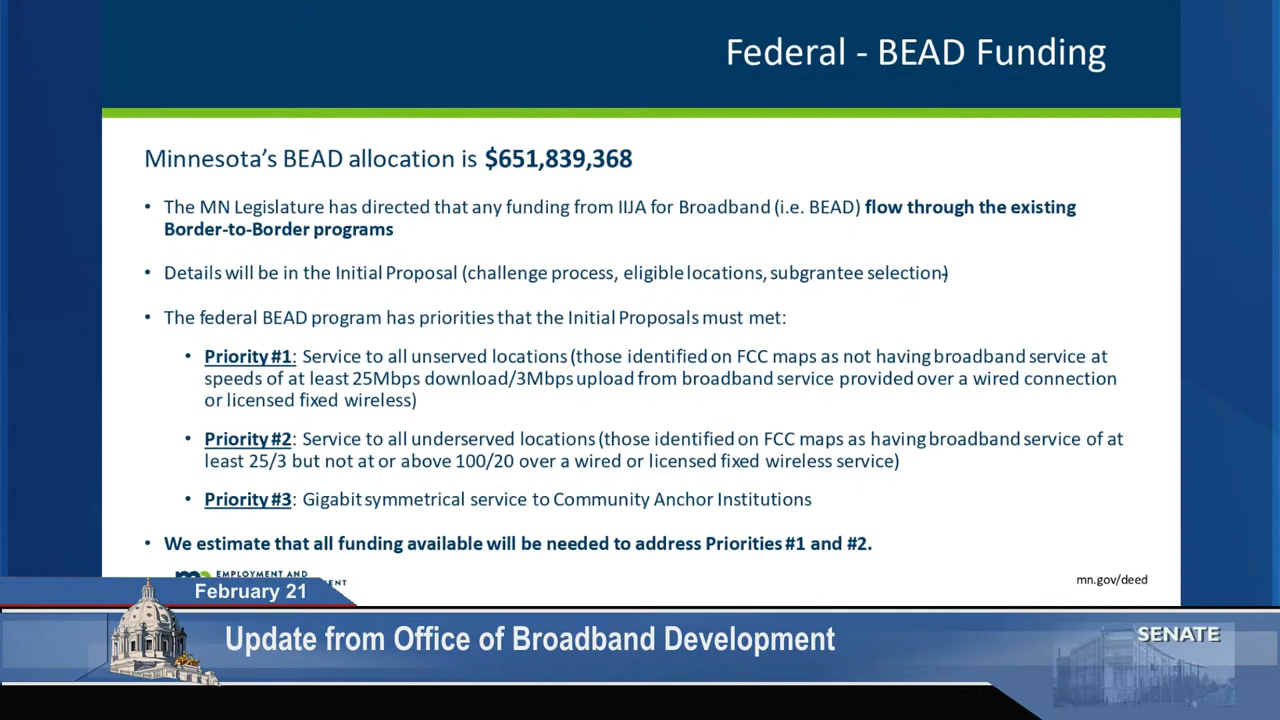 Federal - BEAD Funding
Minnesota's BEAD allocation is $651,839,368
• The MN Legislature has directed that any funding from IIJA for Broadband (i.e. BEAD) flow through the existing
Border-to-Border programs
• Details will be in the Initial Proposal (challenge process, eligible locations, subgrantee selection-)
• The federal BEAD program has priorities that the Initial Proposals must met:
• Priority #1: Service to all unserved locations (those identified on FCC maps as not having broadband service at
speeds of at least 25Mbps download/3Mbps upload from broadband service provided over a wired connection
or licensed fixed wireless)
• Priority #2: Service to all underserved locations (those identified on FCC maps as having broadband service of at
least 25/3 but not at or above 100/20 over a wired or licensed fixed wireless service)
• Priority #3: Gigabit symmetrical service to Community Anchor Institutions
• We estimate that all funding available will be needed to address Priorities #1 and #2.
EMPLOYMENT AND
mn.gov/deed
February 21
Update from Office of Broadband Development
SENATE